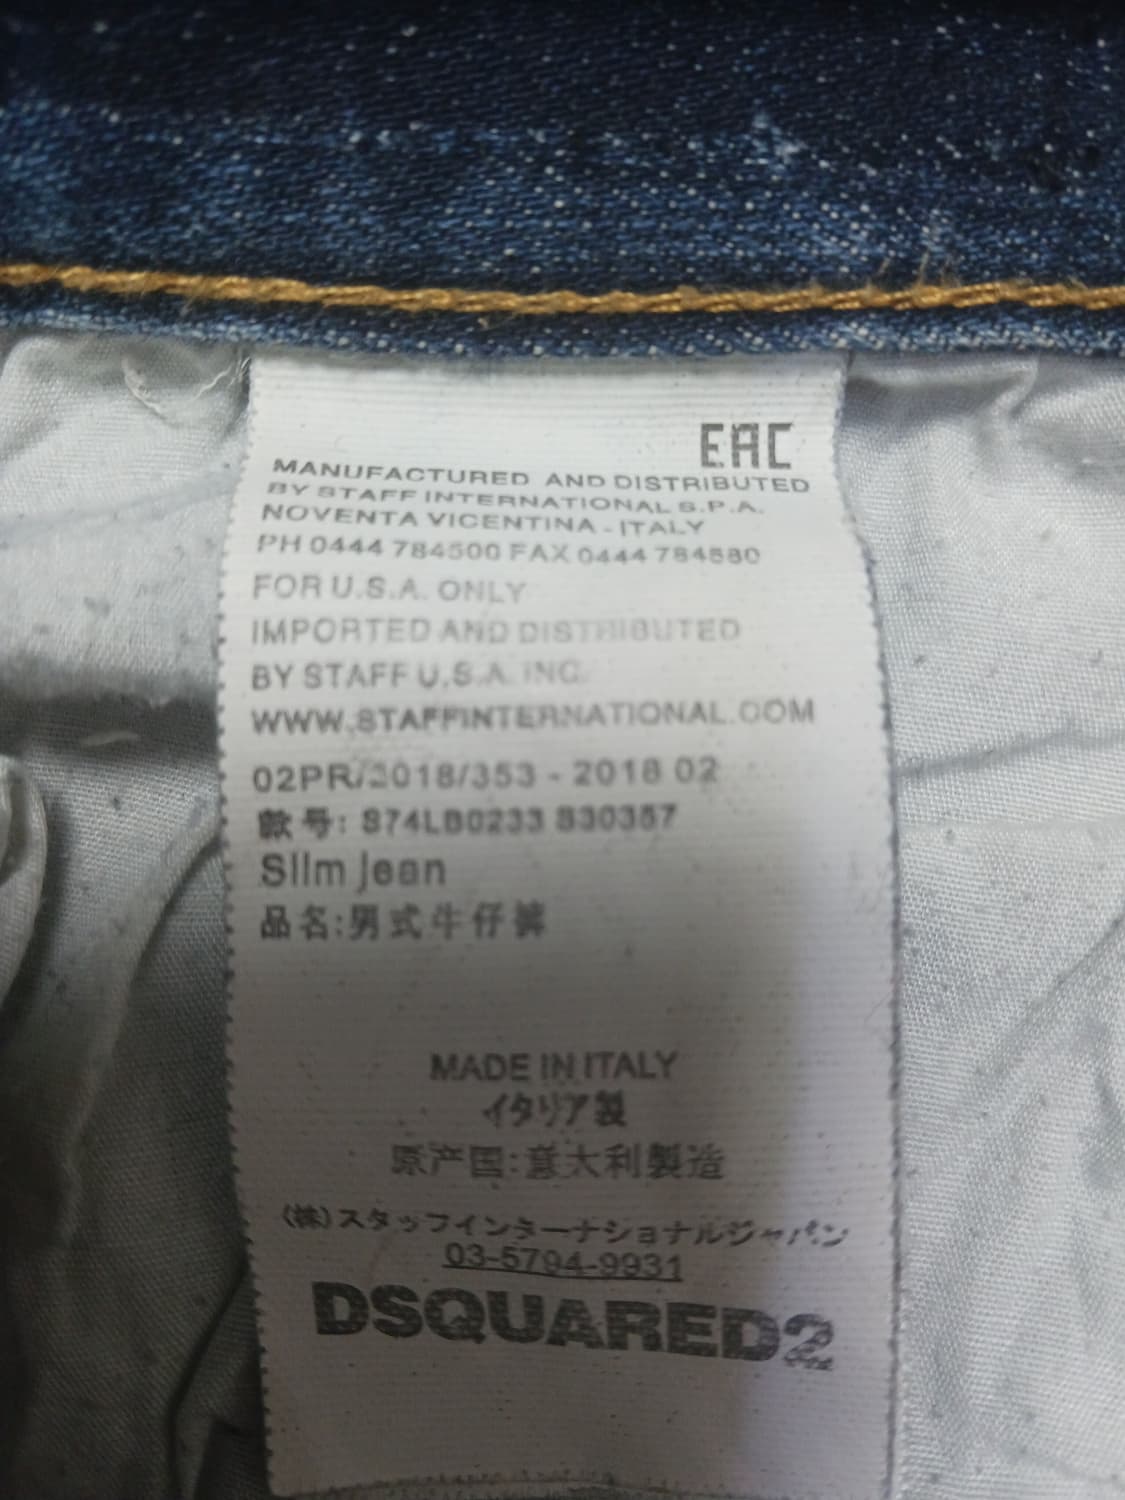 EAC
MANUFACTURED AND DISTRIBUTED
BY STAFF INTERNATIONAL S.P.A.
NOVENTA VICENTINA - ITALY
PH 0444 784500 FAX 0444 784580
FOR U.S.A. ONLY
IMPORTED AND DISTRIBUTED
BY STAFF U.S.A. INC.
WWW.STAFFINTERNATIONAL.COM
02PR/2018/353 - 2018 02
款号: S74LB0233 S30357
Slim jean
品名:男式牛仔裤
MADE IN ITALY
イタリア製
原产国:意大利製造
(株)スタッフインターナショナルジャパン
03-5794-9931
DSQUARED2